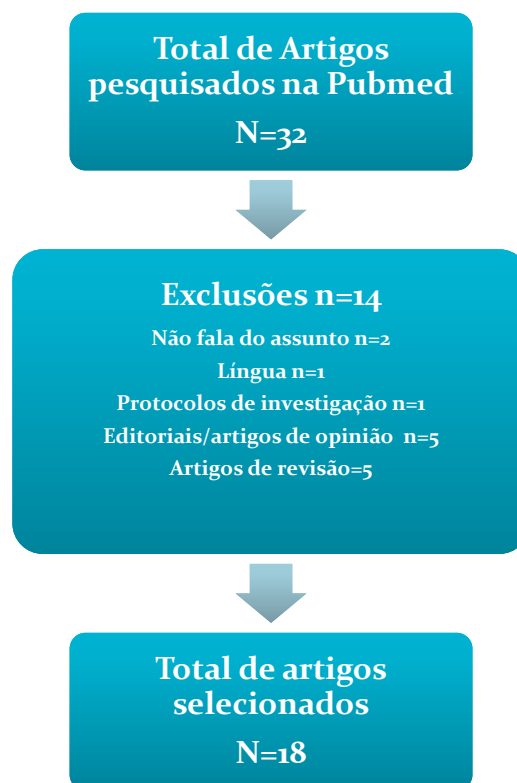 Total de Artigos
pesquisados na Pubmed
N=32
Exclusões n=14
Não fala do assunto n=2
Língua n=1
Protocolos de investigação n=1
Editoriais/artigos de opinião n=5
Artigos de revisão=5
Total de artigos
selecionados
N=18